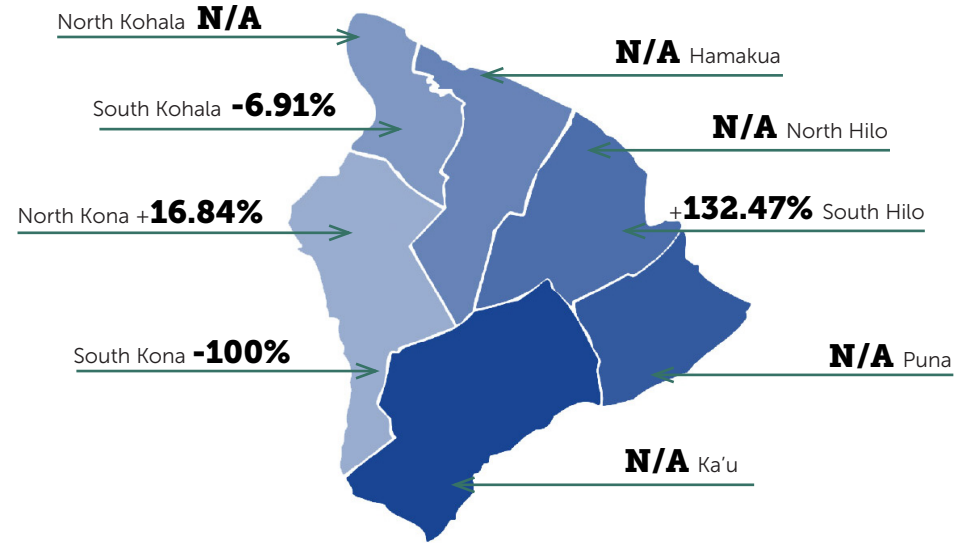 North Kohala N/A
N/A Hamakua
South Kohala -6.91%
N/A North Hilo
North Kona +16.84%
+132.47% South Hilo
South Kona -100%
N/A Puna
N/A Ka'u